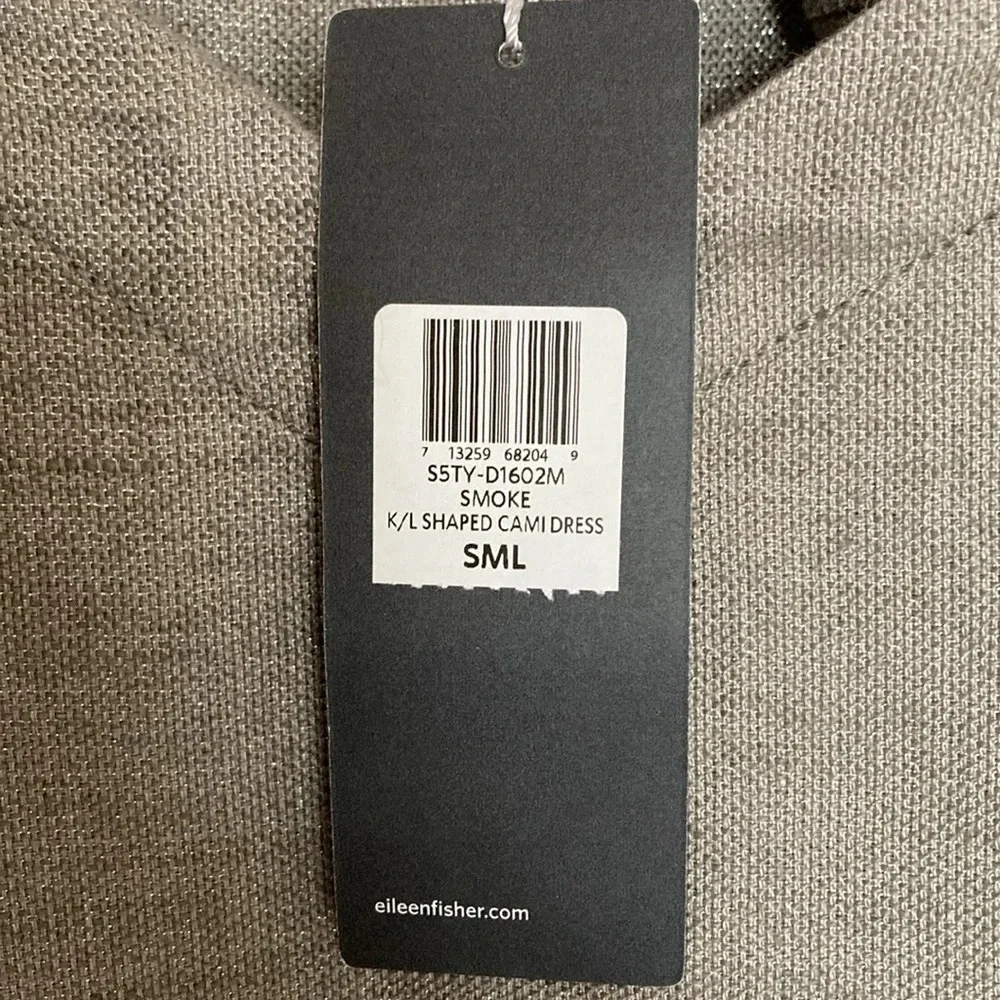 7 13259 68204 9
S5TY-D1602M
SMOKE
K/L SHAPED CAMI DRESS
SML
eileenfisher.com